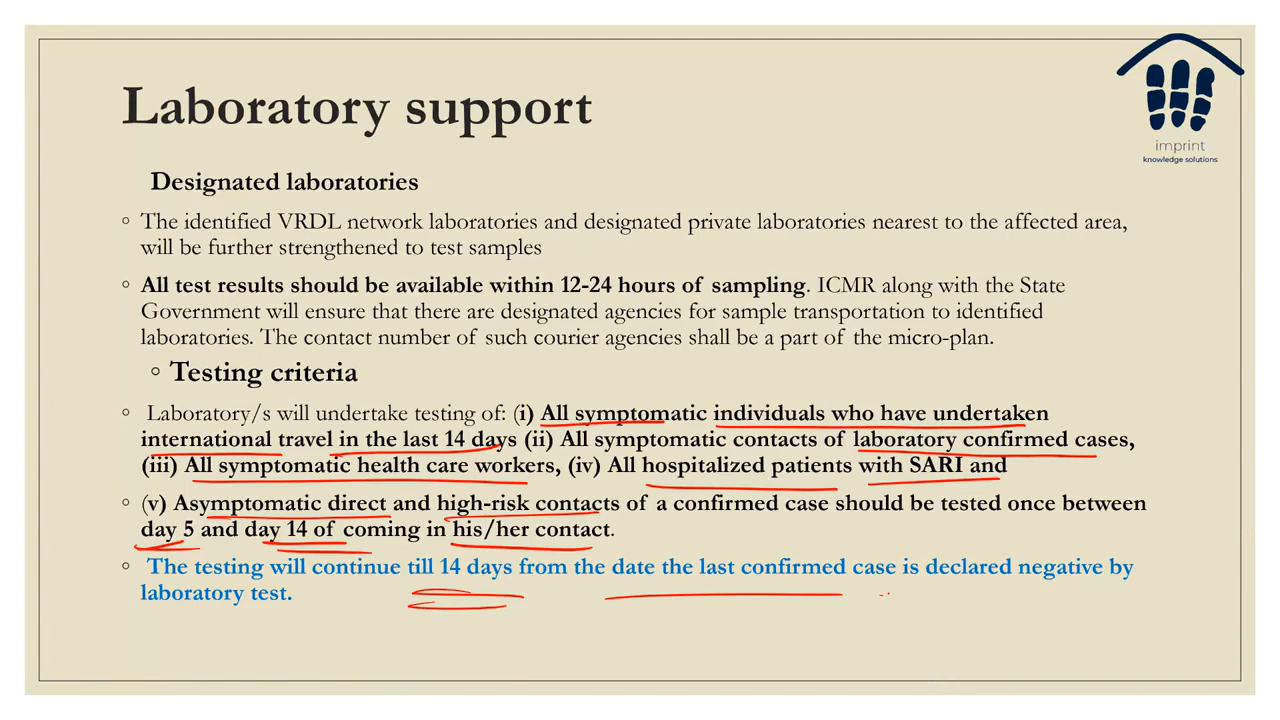 Laboratory support
imprint
knowledge solutions
Designated laboratories
◦ The identified VRDL network laboratories and designated private laboratories nearest to the affected area,
will be further strengthened to test samples
◦ All test results should be available within 12-24 hours of sampling. ICMR along with the State
Government will ensure that there are designated agencies for sample transportation to identified
laboratories. The contact number of such courier agencies shall be a part of the micro-plan.
◦ Testing criteria
◦ Laboratory/s will undertake testing of: (i) All symptomatic individuals who have undertaken
international travel in the last 14 days (ii) All symptomatic contacts of laboratory confirmed cases,
(iii) All symptomatic health care workers, (iv) All hospitalized patients with SARI and
◦ (v) Asymptomatic direct and high-risk contacts of a confirmed case should be tested once between
day 5 and day 14 of coming in his/her contact.
◦ The testing will continue till 14 days from the date the last confirmed case is declared negative by
laboratory test.